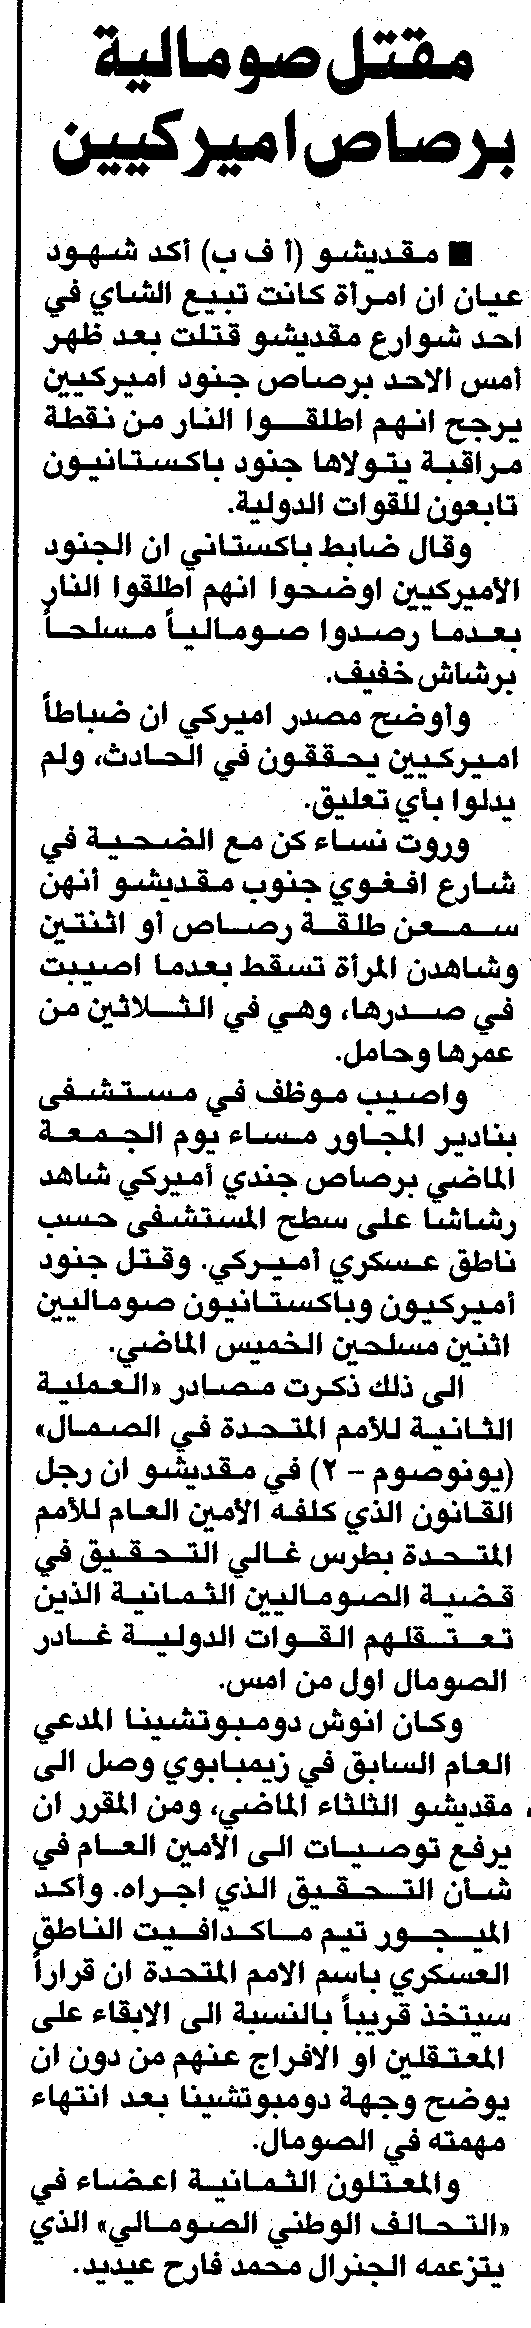 مقتل صومالية
برصاص اميركيين
■ مقديشو (أ ف ب) أكد شهود
عيان ان امرأة كانت تبيع الشاي في
احد شوارع مقديشو قتلت بعد ظهر
أمس الاحد برصاص جنود اميركيين
يرجح انهم اطلقوا النار من نقطة
مراقبة يتولاها جنود باكستانيون
تابعون للقوات الدولية.
وقال ضابط باكستاني ان الجنود
الأميركيين اوضحوا انهم اطلقوا النار
بعدما رصدوا صومالياً مسلحاً
برشاش خفيف.
وأوضح مصدر اميركي ان ضباطاً
اميركيين يحققون في الحادث، ولم
يدلوا بأي تعليق.
وروت نساء كن مع الضحية في
شارع افغوي جنوب مقديشو أنهن
سمعن طلقة رصاص أو اثنتين
وشاهدن المرأة تسقط بعدما اصيبت
في صدرها، وهي في الثلاثين من
عمرها وحامل.
واصيب موظف في مستشفى
بنادير المجاور مساء يوم الجمعة
الماضي برصاص جندي أميركي شاهد
رشاشا على سطح المستشفى حسب
ناطق عسكري أميركي. وقتل جنود
أميركيون وباكستانيون صوماليين
اثنين مسلحين الخميس الماضي.
الى ذلك ذكرت مصادر «العملية
الثانية للأمم المتحدة في الصمال»
(يونوصوم - ٢) في مقديشو ان رجل
القانون الذي كلفه الأمين العام للأمم
المتحدة بطرس غالي التحقيق في
قضية الصوماليين الثمانية الذين
تعتقلهم القوات الدولية غادر
الصومال اول من امس.
وكان انوش دومبوتشينا المدعي
العام السابق في زيمبابوي وصل الى
مقديشو الثلثاء الماضي، ومن المقرر ان
يرفع توصيات الى الأمين العام في
شأن التحقيق الذي اجراه. وأكد
الميجور تيم ماكدافيت الناطق
العسكري باسم الامم المتحدة ان قراراً
سيتخذ قريباً بالنسبة الى الابقاء على
المعتقلين او الافراج عنهم من دون ان
يوضح وجهة دومبوتشينا بعد انتهاء
مهمته في الصومال.
والمعتلون الثمانية اعضاء في
«التحالف الوطني الصومالي» الذي
يتزعمه الجنرال محمد فارح عيديد.